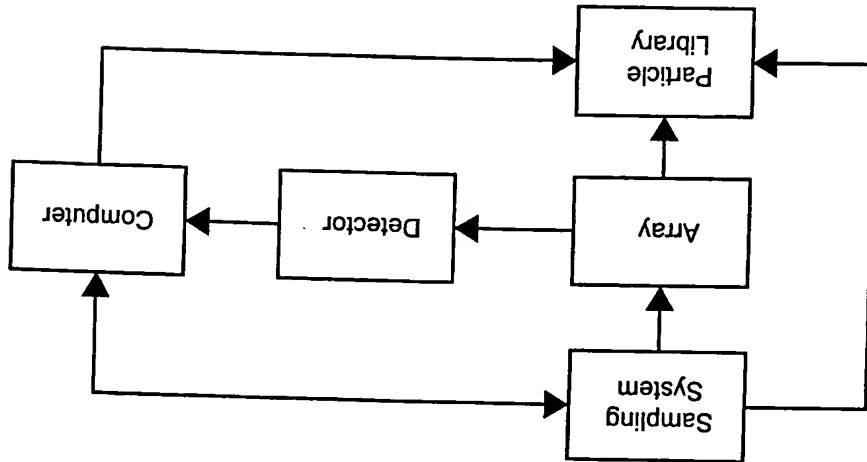 Sampling
System
Array
Detector
Computer
Particle
Library